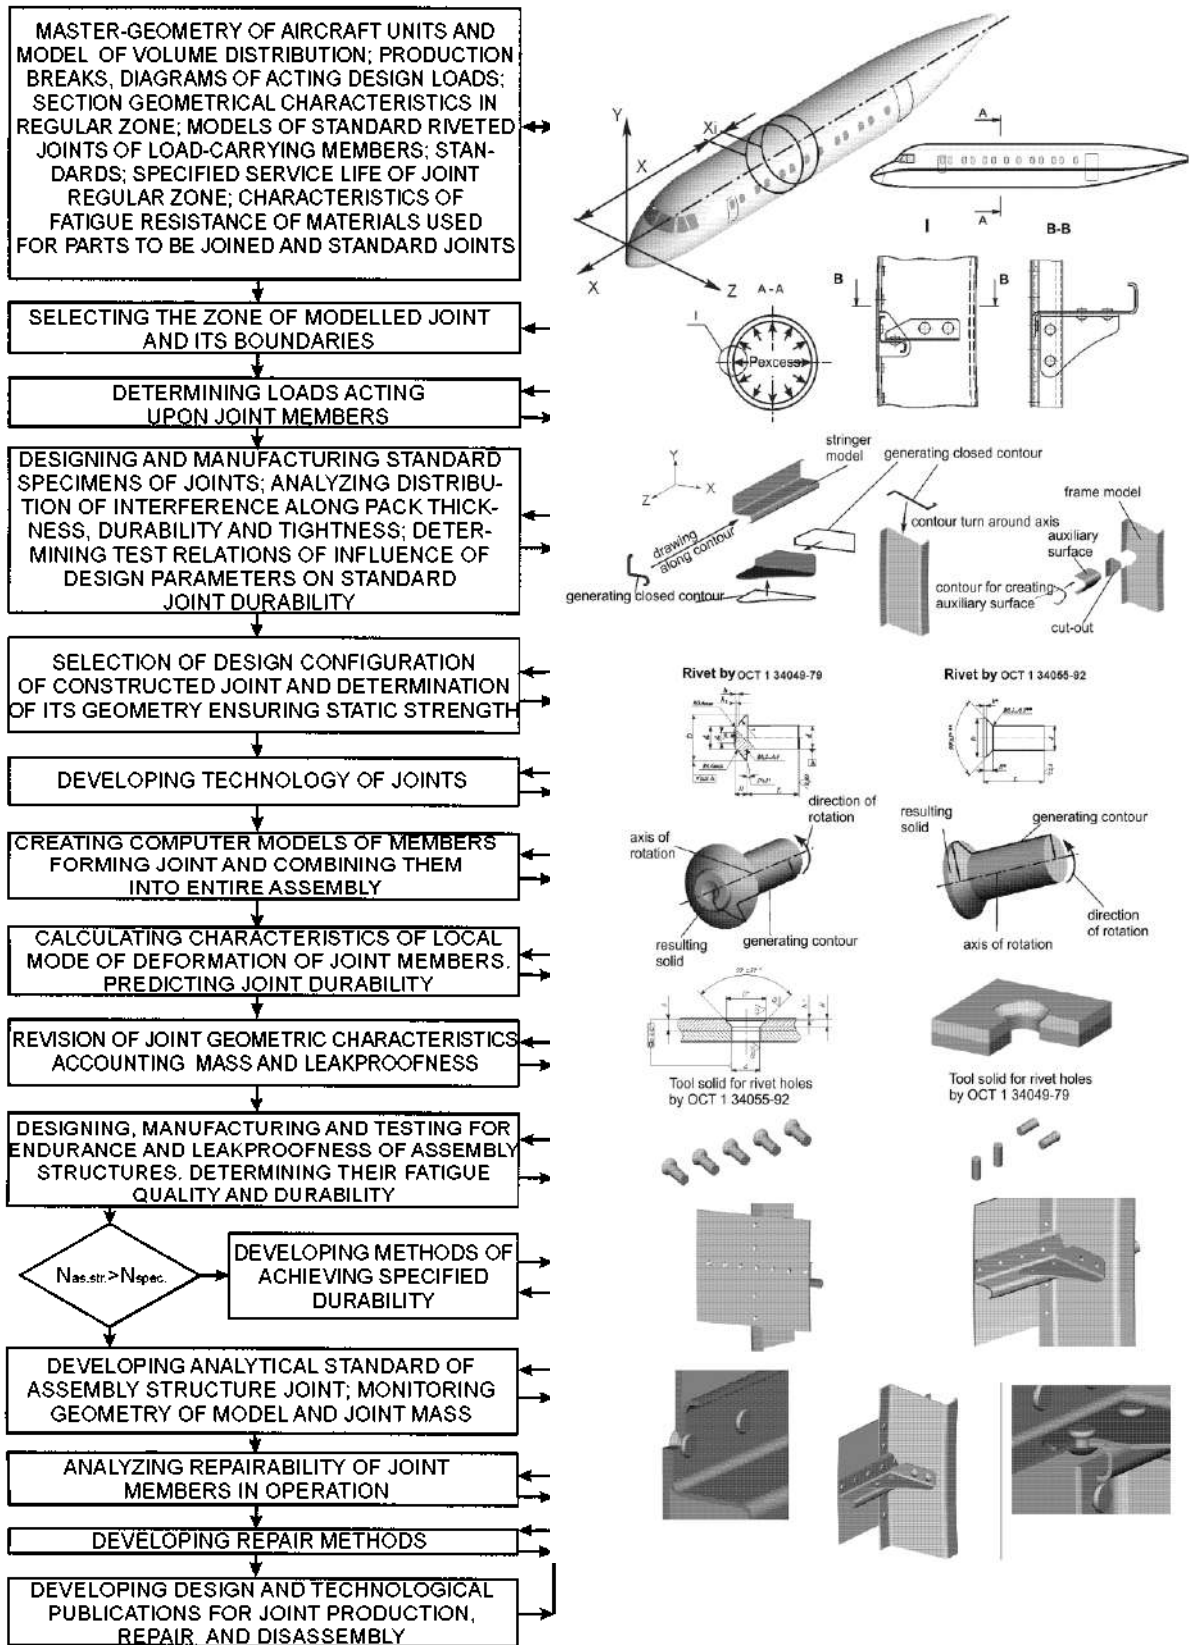 MASTER-GEOMETRY OF AIRCRAFT UNITS AND
MODEL OF VOLUME DISTRIBUTION; PRODUCTION
BREAKS, DIAGRAMS OF ACTING DESIGN LOADS;
SECTION GEOMETRICAL CHARACTERISTICS IN
REGULAR ZONE; MODELS OF STANDARD RIVETED
JOINTS OF LOAD-CARRYING MEMBERS; STAN-
DARDS; SPECIFIED SERVICE LIFE OF JOINT
REGULAR ZONE; CHARACTERISTICS OF
FATIGUE RESISTANCE OF MATERIALS USED
FOR PARTS TO BE JOINED AND STANDARD JOINTS
SELECTING THE ZONE OF MODELLED JOINT
AND ITS BOUNDARIES
DETERMINING LOADS ACTING
UPON JOINT MEMBERS
DESIGNING AND MANUFACTURING STANDARD
SPECIMENS OF JOINTS; ANALYZING DISTRIBU-
TION OF INTERFERENCE ALONG PACK THICK-
NESS, DURABILITY AND TIGHTNESS; DETER-
MINING TEST RELATIONS OF INFLUENCE OF
DESIGN PARAMETERS ON STANDARD
JOINT DURABILITY
SELECTION OF DESIGN CONFIGURATION
OF CONSTRUCTED JOINT AND DETERMINATION
OF ITS GEOMETRY ENSURING STATIC STRENGTH
DEVELOPING TECHNOLOGY OF JOINTS
CREATING COMPUTER MODELS OF MEMBERS
FORMING JOINT AND COMBINING THEM
INTO ENTIRE ASSEMBLY
CALCULATING CHARACTERISTICS OF LOCAL
MODE OF DEFORMATION OF JOINT MEMBERS.
PREDICTING JOINT DURABILITY
REVISION OF JOINT GEOMETRIC CHARACTERISTICS
ACCOUNTING MASS AND LEAKPROOFNESS
DESIGNING, MANUFACTURING AND TESTING FOR
ENDURANCE AND LEAKPROOFNESS OF ASSEMBLY
STRUCTURES. DETERMINING THEIR FATIGUE
QUALITY AND DURABILITY
Nas.str.>Nspec.
DEVELOPING METHODS OF
ACHIEVING SPECIFIED
DURABILITY
DEVELOPING ANALYTICAL STANDARD OF
ASSEMBLY STRUCTURE JOINT; MONITORING
GEOMETRY OF MODEL AND JOINT MASS
ANALYZING REPAIRABILITY OF JOINT
MEMBERS IN OPERATION
DEVELOPING REPAIR METHODS
DEVELOPING DESIGN AND TECHNOLOGICAL
PUBLICATIONS FOR JOINT PRODUCTION,
REPAIR AND DISASSEMBLY
Y
Xi
X
X
Z
A
A
I
B-B
A-A
I
Pexcess
B
B
stringer
model
generating closed contour
Y
X
Z
drawing
along contour
generating closed contour
frame model
contour turn around axis
auxiliary
surface
contour for creating
auxiliary surface
cut-out
Rivet by OCT 1 34049-79
Rivet by OCT 1 34055-92
direction of
rotation
axis of
rotation
resulting
solid
generating contour
resulting
solid
generating contour
axis of rotation
direction
of rotation
Tool solid for rivet holes
by OCT 1 34055-92
Tool solid for rivet holes
by OCT 1 34049-79